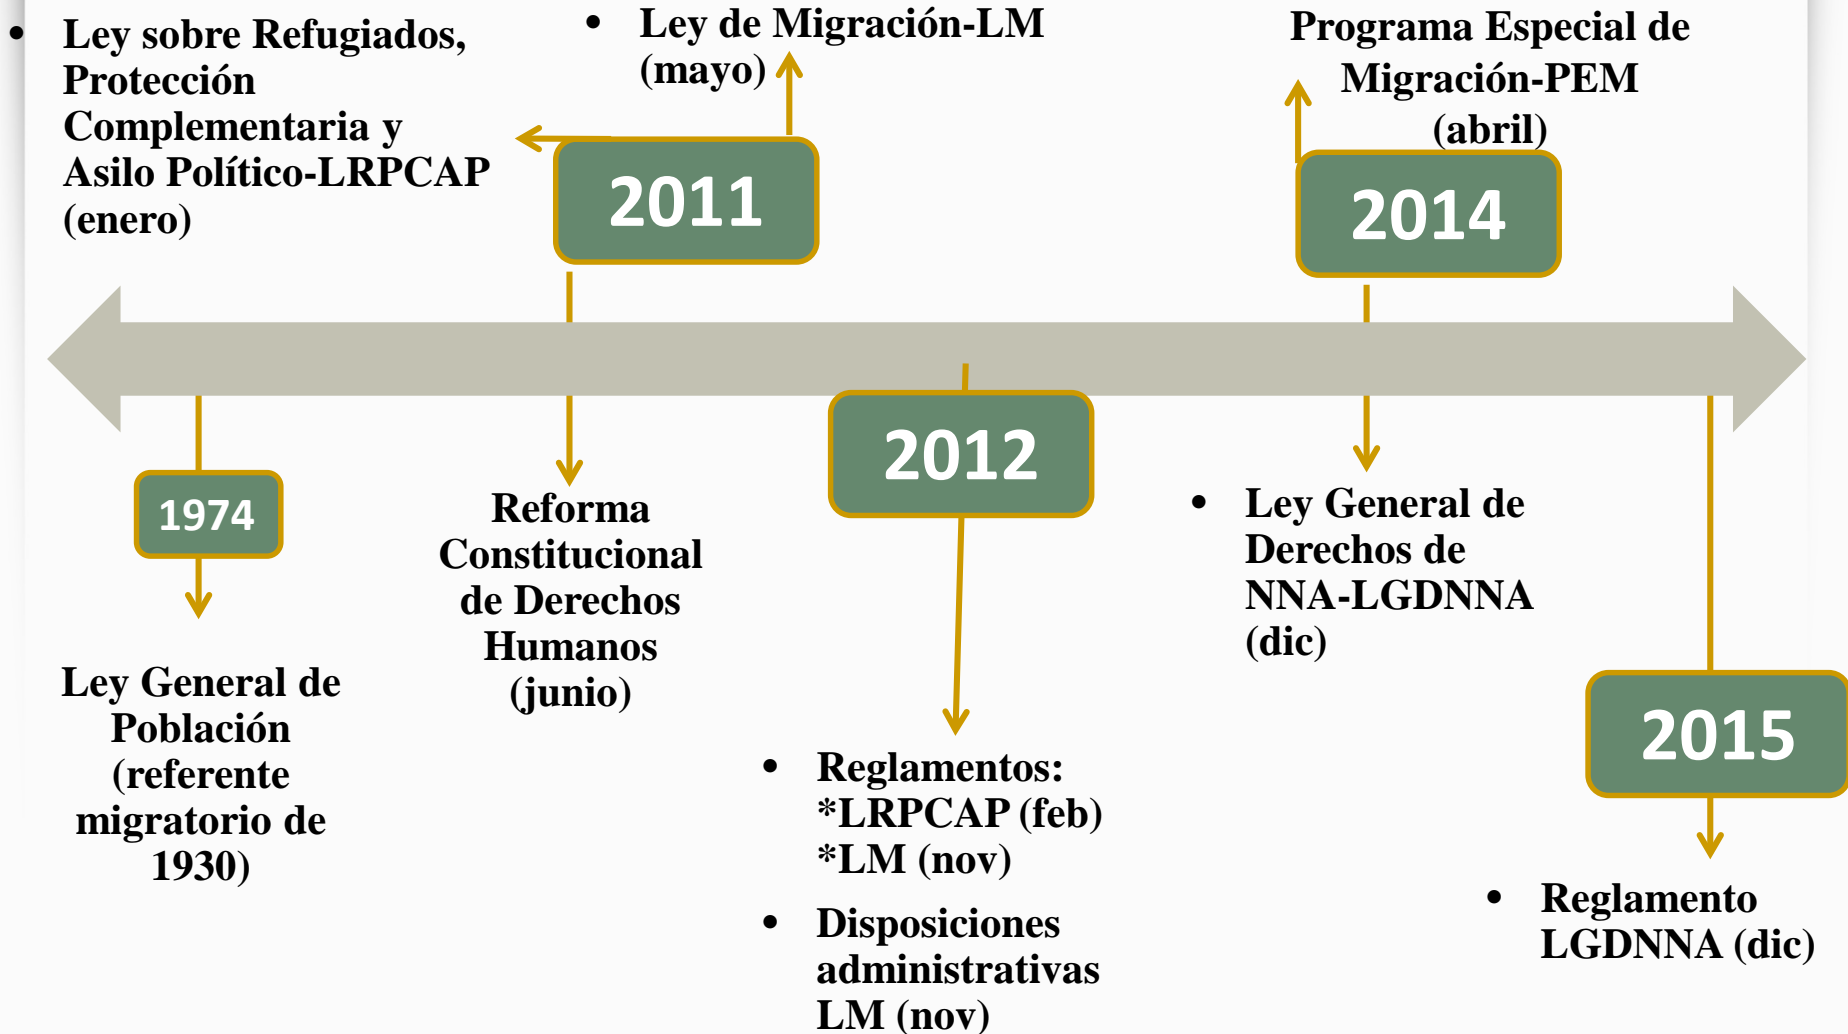 • Ley sobre Refugiados,
Protección
Complementaria y
Asilo Político-LRPCAP
(enero)
• Ley de Migración-LM
(mayo)
2011
Programa Especial de
Migración-PEM
(abril)
2014
1974
Ley General de
Población
(referente
migratorio de
1930)
Reforma
Constitucional
de Derechos
Humanos
(junio)
2012
• Reglamentos:
*LRPCAP (feb)
*LM (nov)
• Disposiciones
administrativas
LM (nov)
• Ley General de
Derechos de
NNA-LGDNNA
(dic)
2015
• Reglamento
LGDNNA (dic)